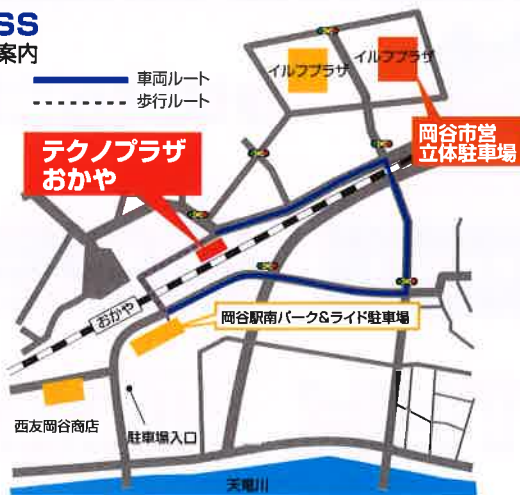 SS
案内
車両ルート
歩行ルート
イルフプラザ
イルフプラザ
岡谷市営
立体駐車場
テクノプラザ
おかや
おかや
岡谷駅南パーク&ライド駐車場
西友岡谷商店
駐車場入口
天竜川